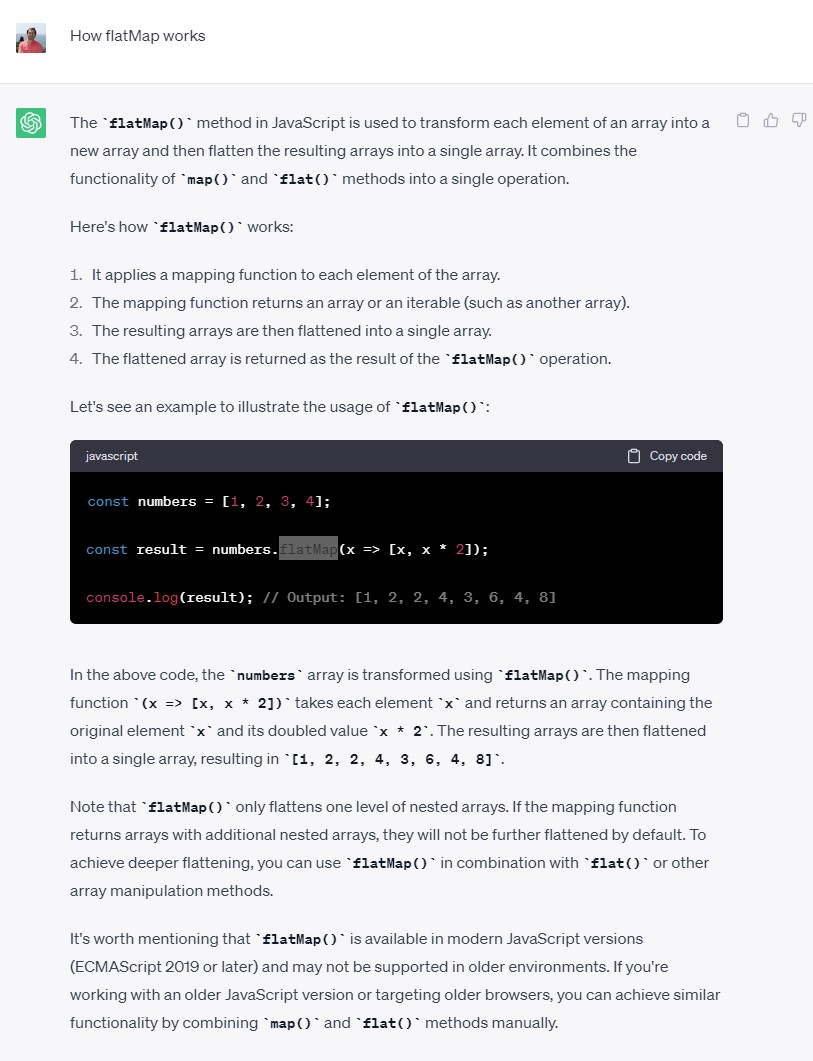 How flatMap works
The `flatMap()` method in JavaScript is used to transform each element of an array into a
new array and then flatten the resulting arrays into a single array. It combines the
functionality of `map()` and `flat()` methods into a single operation.
Here's how `flatMap()` works:
1. It applies a mapping function to each element of the array.
2. The mapping function returns an array or an iterable (such as another array).
3. The resulting arrays are then flattened into a single array.
4. The flattened array is returned as the result of the `flatMap()` operation.
Let's see an example to illustrate the usage of `flatMap()`:
javascript Copy code
const numbers = [1, 2, 3, 4];
const result = numbers.flatMap(x => [x, x * 2]);
console.log(result); // Output: [1, 2, 2, 4, 3, 6, 4, 8]
In the above code, the `numbers` array is transformed using `flatMap()`. The mapping
function `(x => [x, x * 2])` takes each element `x` and returns an array containing the
original element `x` and its doubled value `x * 2`. The resulting arrays are then flattened
into a single array, resulting in `[1, 2, 2, 4, 3, 6, 4, 8]`.
Note that `flatMap()` only flattens one level of nested arrays. If the mapping function
returns arrays with additional nested arrays, they will not be further flattened by default. To
achieve deeper flattening, you can use `flatMap()` in combination with `flat()` or other
array manipulation methods.
It's worth mentioning that `flatMap()` is available in modern JavaScript versions
(ECMAScript 2019 or later) and may not be supported in older environments. If you're
working with an older JavaScript version or targeting older browsers, you can achieve similar
functionality by combining `map()` and `flat()` methods manually.